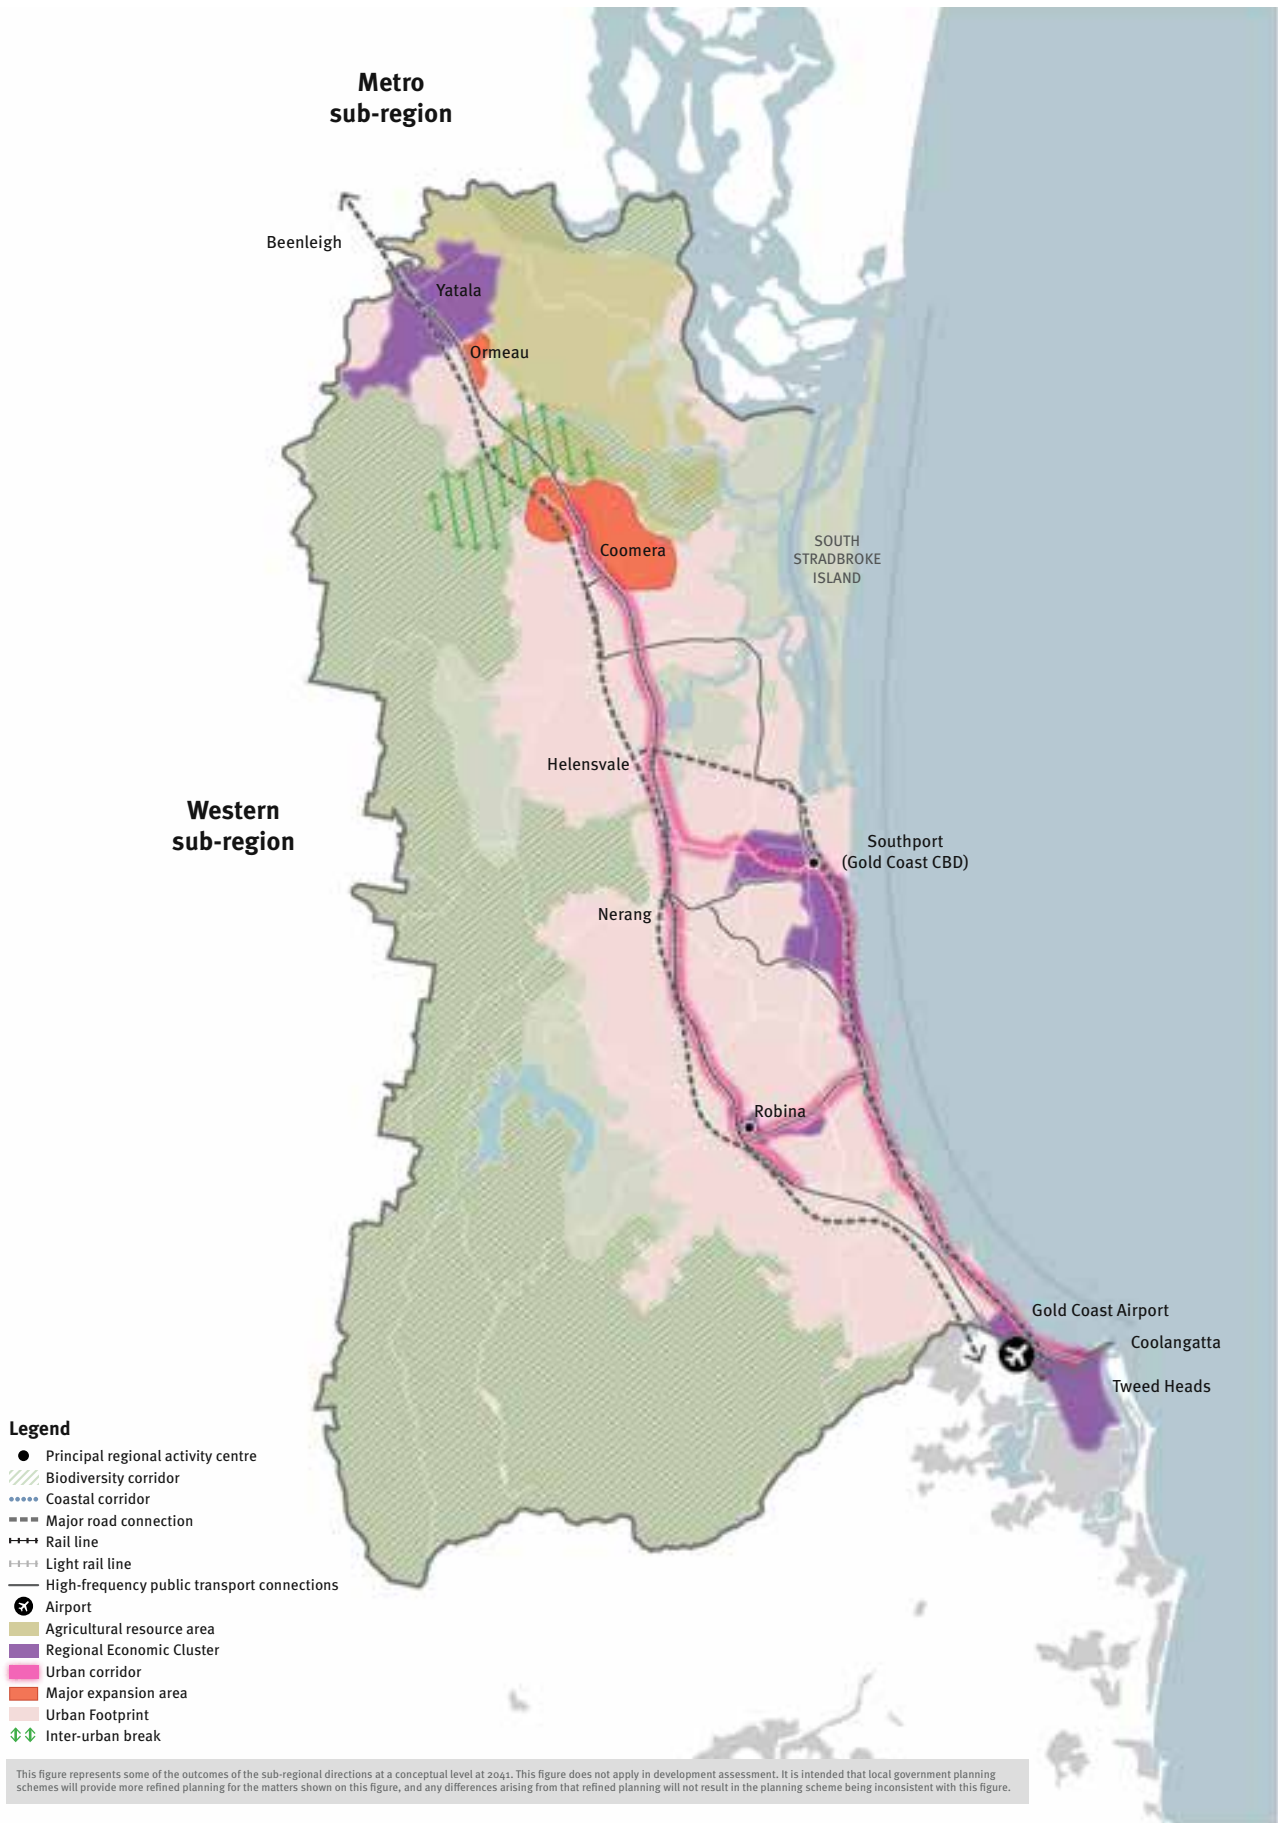 Metro
sub-region
Beenleigh
Yatala
Ormeau
Coomera
SOUTH
STRADBROKE
ISLAND
Helensvale
Western
sub-region
Southport
(Gold Coast CBD)
Nerang
Robina
Gold Coast Airport
Coolangatta
Tweed Heads
Legend
Principal regional activity centre
Biodiversity corridor
Coastal corridor
Major road connection
Rail line
Light rail line
High-frequency public transport connections
Airport
Agricultural resource area
Regional Economic Cluster
Urban corridor
Major expansion area
Urban Footprint
Inter-urban break
This figure represents some of the outcomes of the sub-regional directions at a conceptual level at 2041. This figure does not apply in development assessment. It is intended that local government planning
schemes will provide more refined planning for the matters shown on this figure, and any differences arising from that refined planning will not result in the planning scheme being inconsistent with this figure.